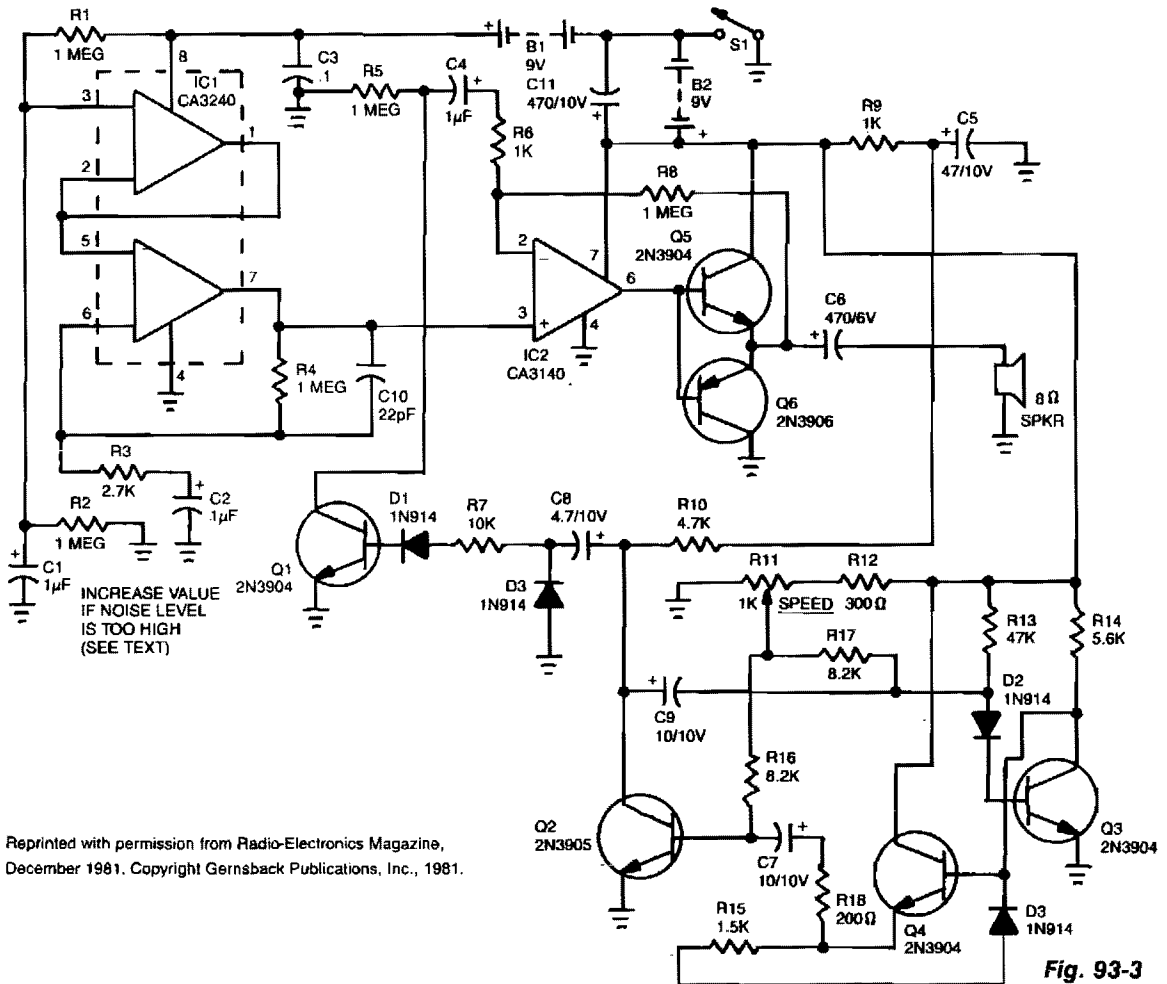 R1
1 MEG
8
IC1
CA3240
3
1
2
5
7
6
4
C3
.1
R5
1 MEG
C4
+
1µF
+
B1
9V
S1
C11
470/10V
+
B2
9V
+
R6
1K
R8
1 MEG
R9
1K
+
C5
47/10V
2
−
7
6
3
+
4
IC2
CA3140
Q5
2N3904
C6
470/6V
+
Q6
2N3906
8Ω
SPKR
R4
1 MEG
C10
22pF
R3
2.7K
+
C2
.1µF
R2
1 MEG
+
C1
1µF
INCREASE VALUE
IF NOISE LEVEL
IS TOO HIGH
(SEE TEXT)
Q1
2N3904
D1
1N914
R7
10K
C8
4.7/10V
+
D3
1N914
R10
4.7K
R11
1K
SPEED
R12
300Ω
R13
47K
R14
5.6K
R17
8.2K
D2
1N914
+
C9
10/10V
R16
8.2K
Q2
2N3905
C7
10/10V
+
R18
200Ω
R15
1.5K
Q4
2N3904
D3
1N914
Q3
2N3904
Reprinted with permission from Radio-Electronics Magazine,
December 1981. Copyright Gernsback Publications, Inc., 1981.
Fig. 93-3